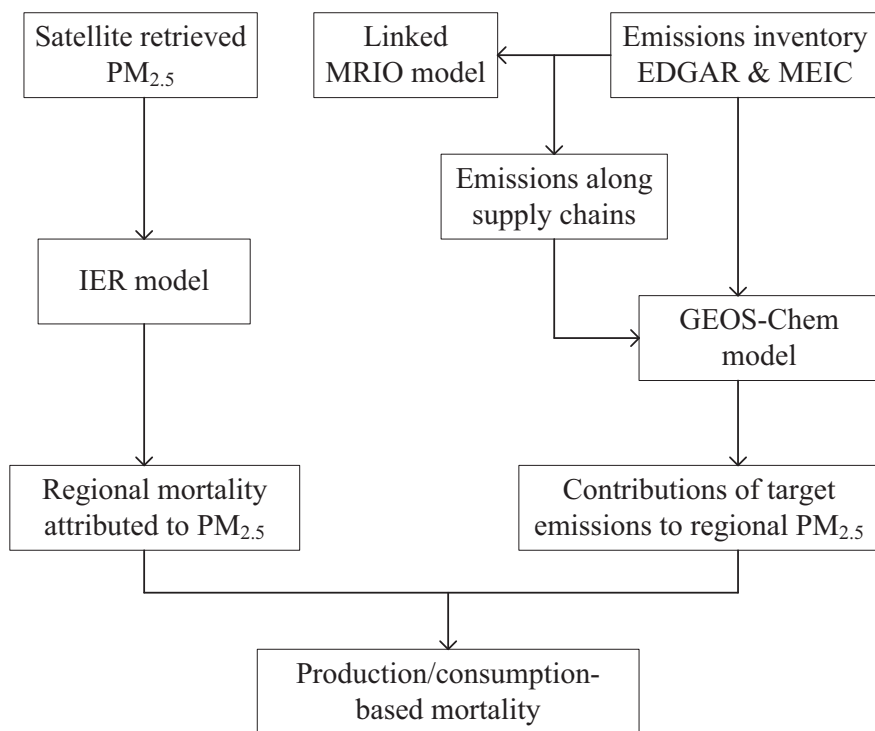 Satellite retrieved
PM2.5
Linked
MRIO model
Emissions inventory
EDGAR & MEIC
Emissions along
supply chains
IER model
GEOS-Chem
model
Regional mortality
attributed to PM2.5
Contributions of target
emissions to regional PM2.5
Production/consumption-
based mortality